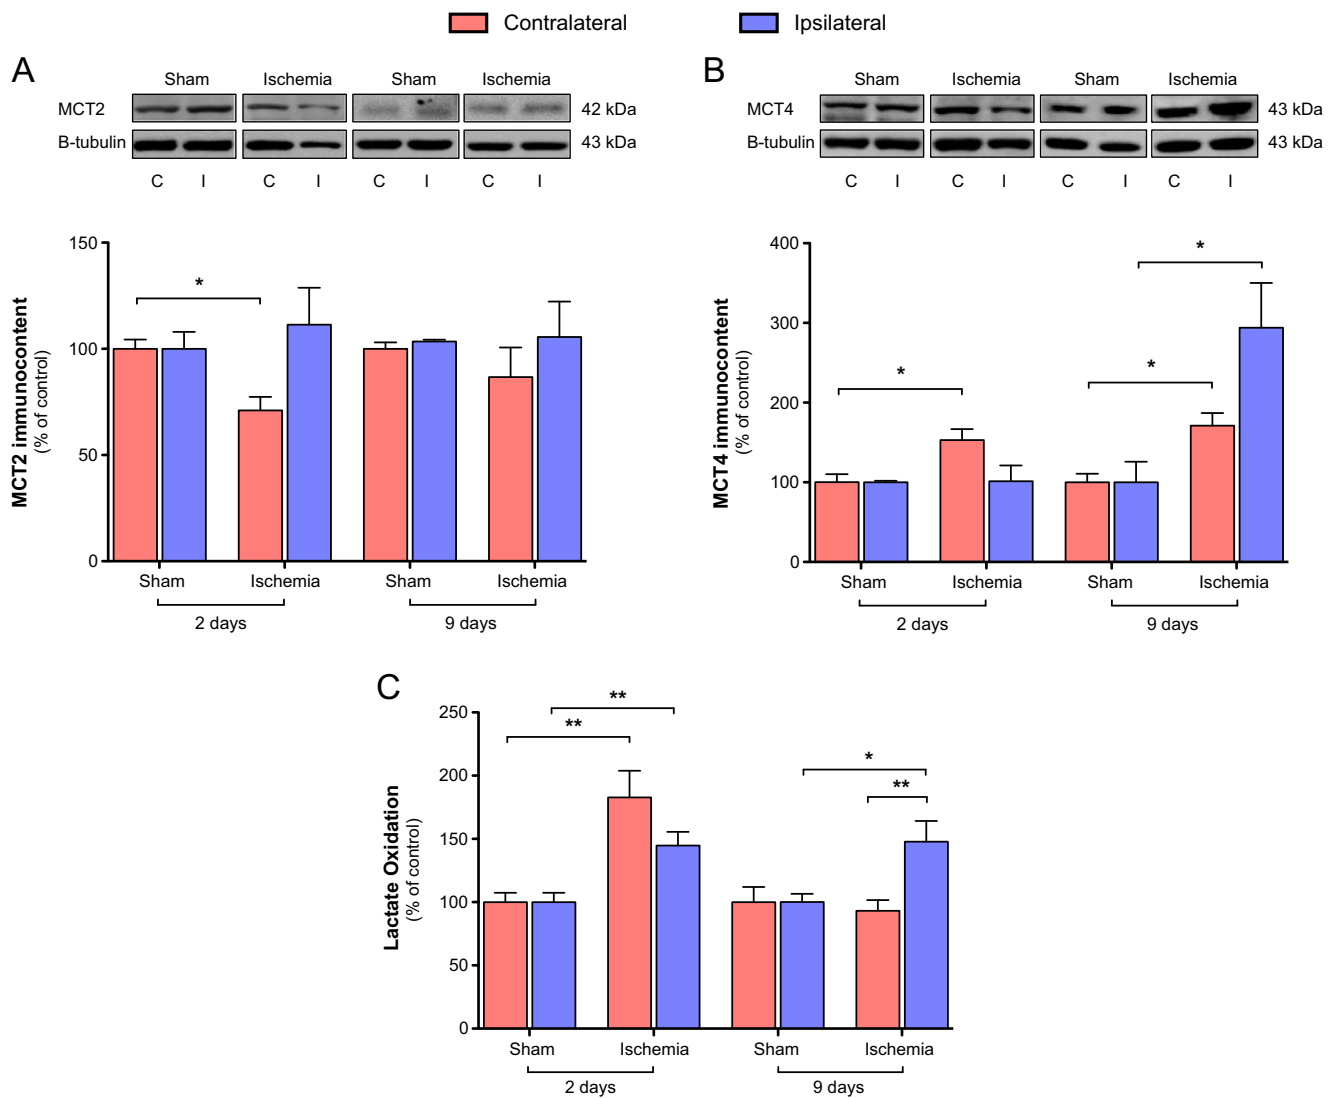 Contralateral Ipsilateral
A
Sham Ischemia Sham Ischemia
MCT2 42 kDa
B-tubulin 43 kDa
C I C I C I C I
MCT2 immunocontent
(% of control)
150
100
50
0
*
Sham Ischemia Sham Ischemia
2 days 9 days
B
Sham Ischemia Sham Ischemia
MCT4 43 kDa
B-tubulin 43 kDa
C I C I C I C I
MCT4 immunocontent
(% of control)
400
300
200
100
0
*
*
*
Sham Ischemia Sham Ischemia
2 days 9 days
C
Lactate Oxidation
(% of control)
250
200
150
100
50
0
**
**
*
**
Sham Ischemia Sham Ischemia
2 days 9 days